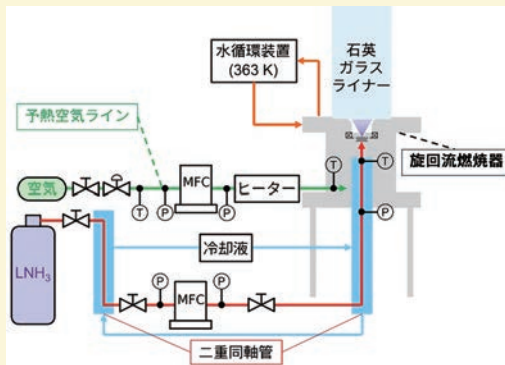 水循環装置
(363 K)
石英
ガラス
ライナー
予熱空気ライン
旋回流燃焼器
空気
MFC
ヒーター
T
T
P
P
T
P
LNH₃
冷却液
P
MFC
P
二重同軸管